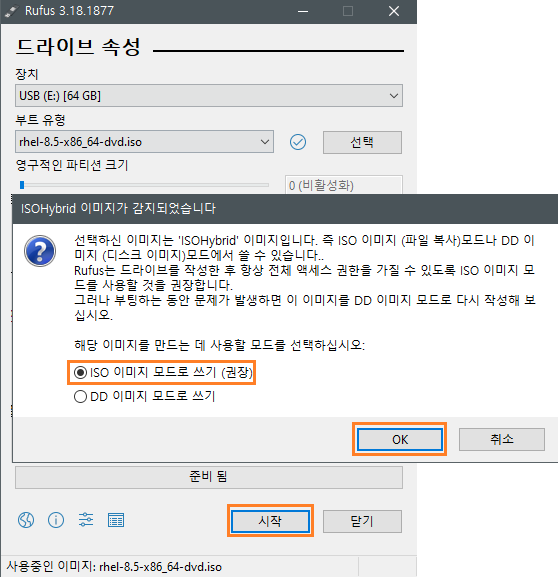 Rufus 3.18.1877
드라이브 속성
장치
USB (E:) [64 GB]
부트 유형
rhel-8.5-x86_64-dvd.iso
선택
영구적인 파티션 크기
0 (비활성화)
ISOHybrid 이미지가 감지되었습니다
선택하신 이미지는 'ISOHybrid' 이미지입니다. 즉 ISO 이미지 (파일 복사)모드나 DD 이
미지 (디스크 이미지)모드에서 쓸 수 있습니다..
Rufus는 드라이브를 작성한 후 항상 전체 액세스 권한을 가질 수 있도록 ISO 이미지 모
드를 사용할 것을 권장합니다.
그러나 부팅하는 동안 문제가 발생하면 이 이미지를 DD 이미지 모드로 다시 작성해 보
십시오.
해당 이미지를 만드는 데 사용할 모드를 선택하십시오:
ISO 이미지 모드로 쓰기 (권장)
DD 이미지 모드로 쓰기
OK
취소
준비 됨
시작
닫기
사용중인 이미지: rhel-8.5-x86_64-dvd.iso